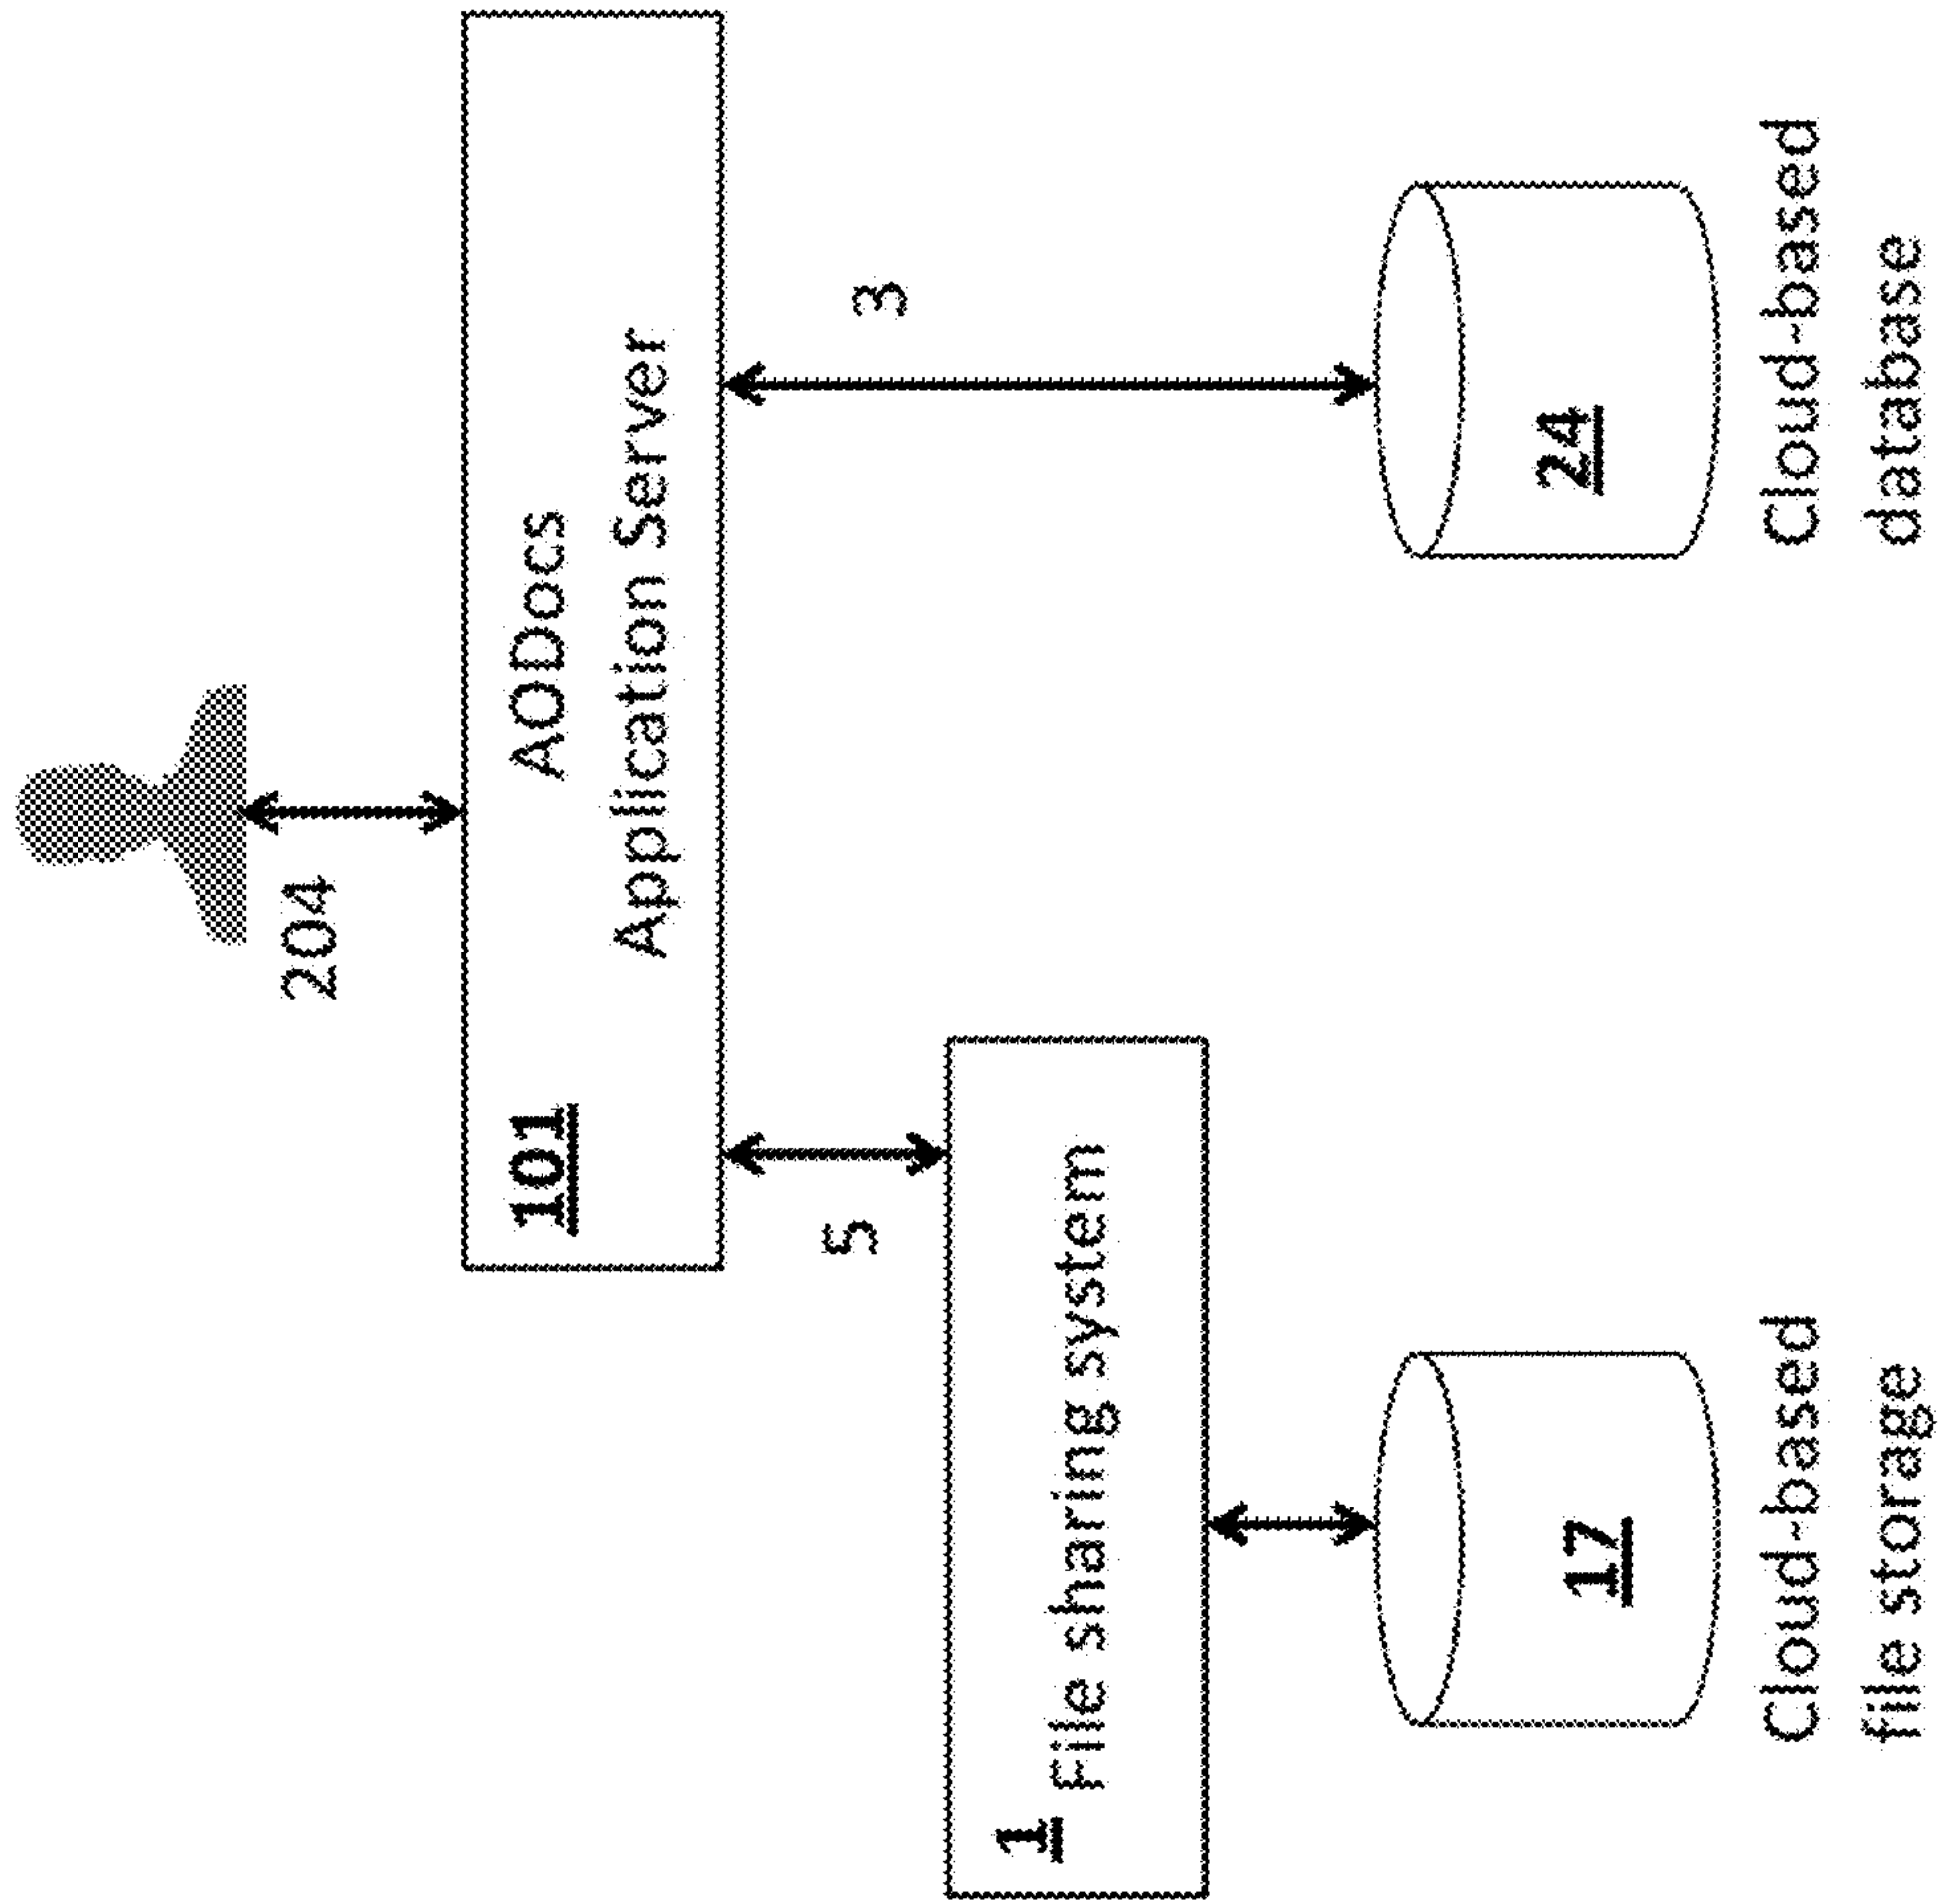 204
101
AODocs
Application Server
5
3
1
File sharing system
17
24
Cloud-based
file storage
Cloud-based
database